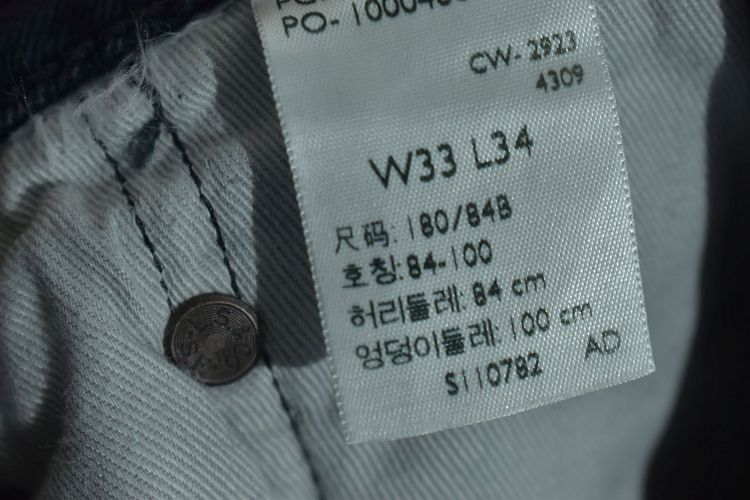 CW- 2923
4309
W33 L34
尺码: 180/84B
호칭: 84-100
허리둘레: 84 cm
엉덩이둘레: 100 cm
S110782 AD